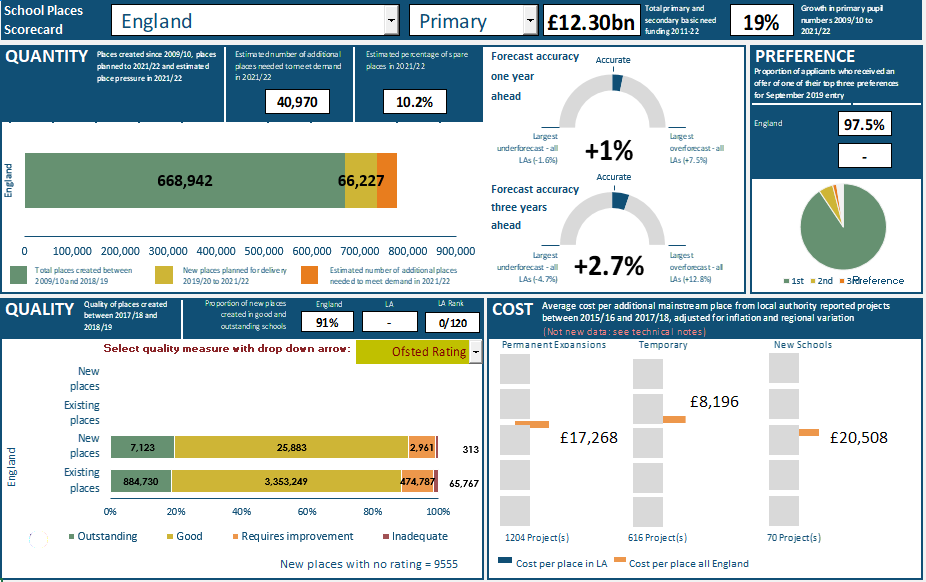 School Places
Scorecard
England
Primary
£12.30bn
Total primary and
secondary basic need
funding 2011-22
19%
Growth in primary pupil
numbers 2009/10 to
2021/22
QUANTITY
Places created since 2009/10, places
planned to 2021/22 and estimated
place pressure in 2021/22
Estimated number of additional
places needed to meet demand
in 2021/22
40,970
Estimated percentage of spare
places in 2021/22
10.2%
England
668,942
66,227
0 100,000 200,000 300,000 400,000 500,000 600,000 700,000 800,000 900,000
Total places created between
2009/10 and 2018/19
New places planned for delivery
2019/20 to 2021/22
Estimated number of additional places
needed to meet demand in 2021/22
Forecast accuracy
one year
ahead
Accurate
Largest
underforecast - all
LAs (-1.6%)
+1%
Largest
overforecast - all
LAs (+7.5%)
Forecast accuracy
three years
ahead
Accurate
Largest
underforecast - all
LAs (-4.7%)
+2.7%
Largest
overforecast - all
LAs (+12.8%)
PREFERENCE
Proportion of applicants who received an
offer of one of their top three preferences
for September 2019 entry
England
97.5%
-
1st 2nd 3rd Preference
QUALITY
Quality of places created
between 2017/18 and
2018/19
Proportion of new places
created in good and
outstanding schools
England
91%
LA
-
LA Rank
0/120
Select quality measure with drop down arrow:
Ofsted Rating
England
New
places
Existing
places
New
places
7,123 25,883 2,961 313
Existing
places
884,730 3,353,249 474,787 65,767
0% 20% 40% 60% 80% 100%
Outstanding Good Requires improvement Inadequate
New places with no rating = 9555
COST
Average cost per additional mainstream place from local authority reported projects
between 2015/16 and 2017/18, adjusted for inflation and regional variation
(Not new data: see technical notes)
Permanent Expansions
£17,268
1204 Project(s)
Temporary
£8,196
616 Project(s)
New Schools
£20,508
70 Project(s)
Cost per place in LA Cost per place all England